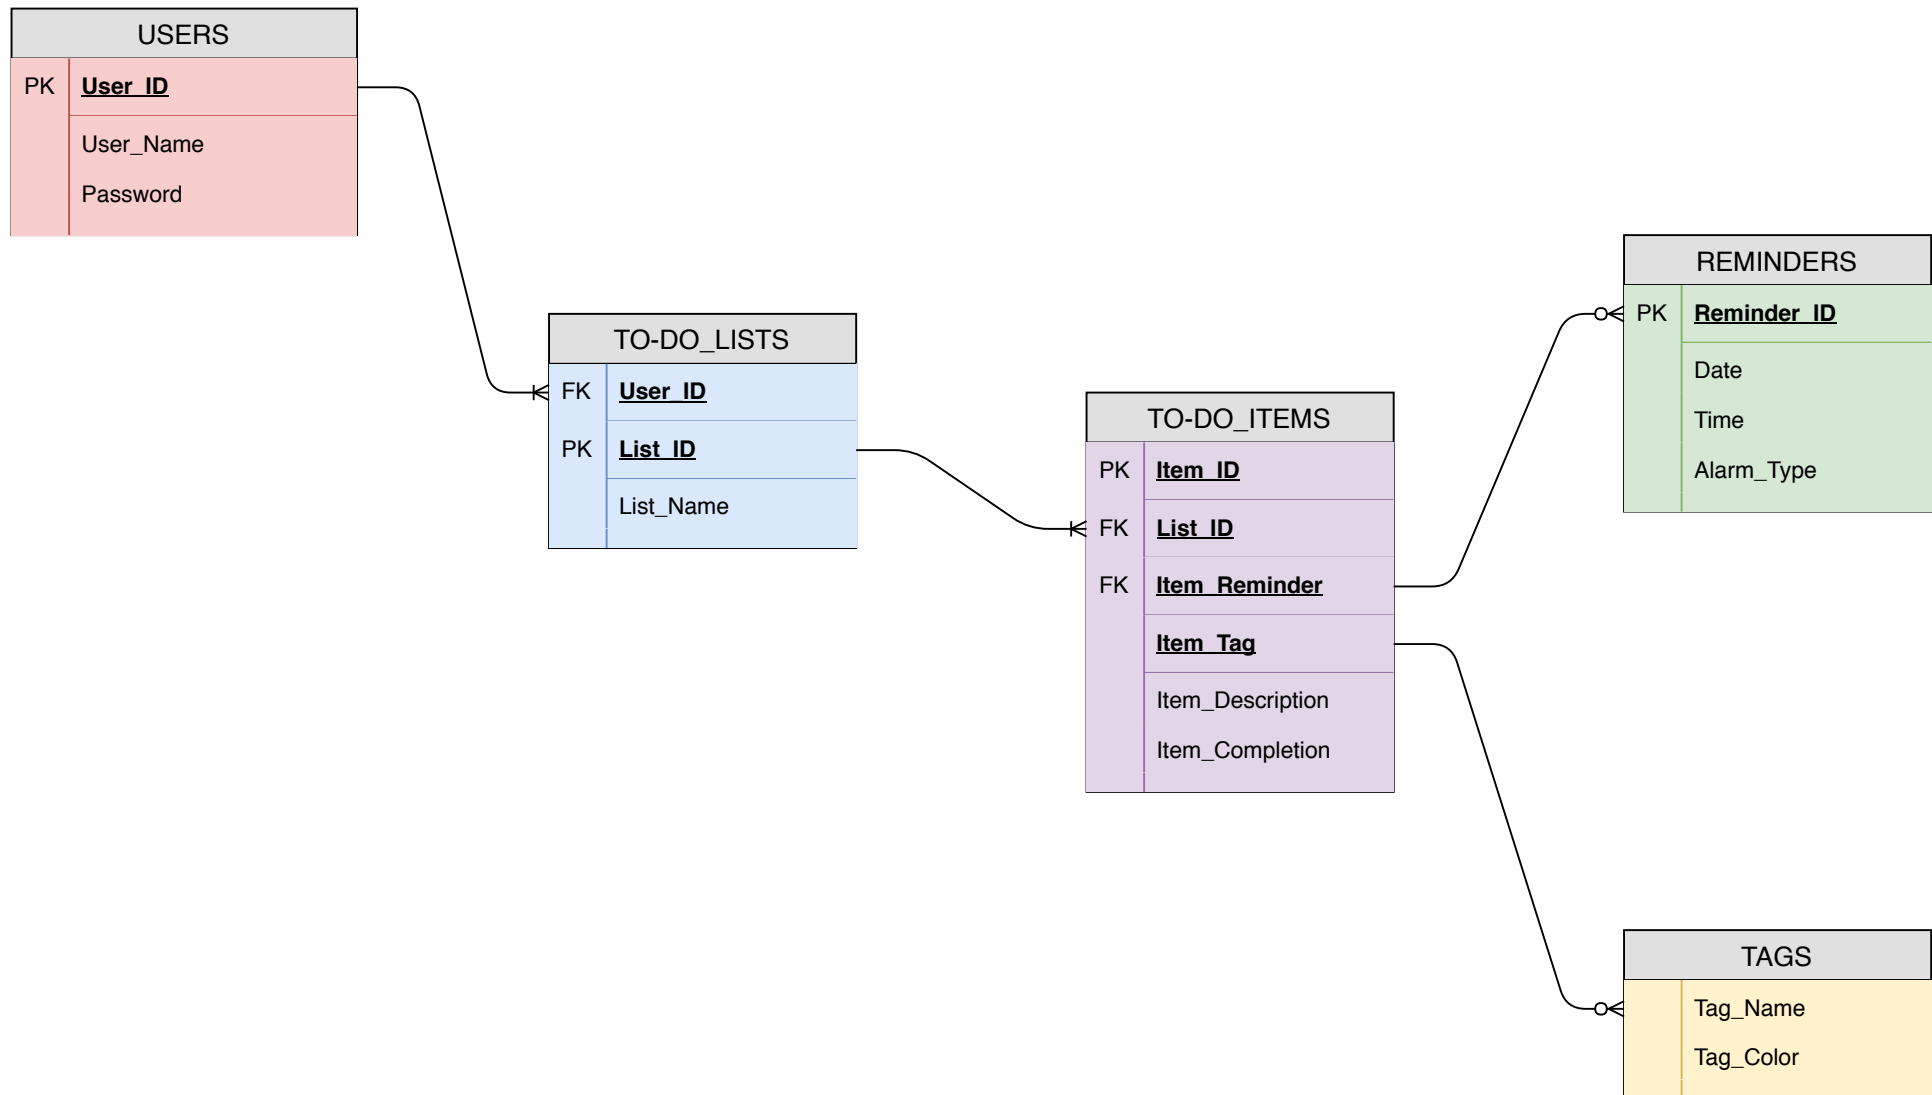 USERS
PK User_ID
User_Name
Password
TO-DO_LISTS
FK User_ID
PK List_ID
List_Name
TO-DO_ITEMS
PK Item_ID
FK List_ID
FK Item_Reminder
Item_Tag
Item_Description
Item_Completion
REMINDERS
PK Reminder_ID
Date
Time
Alarm_Type
TAGS
Tag_Name
Tag_Color